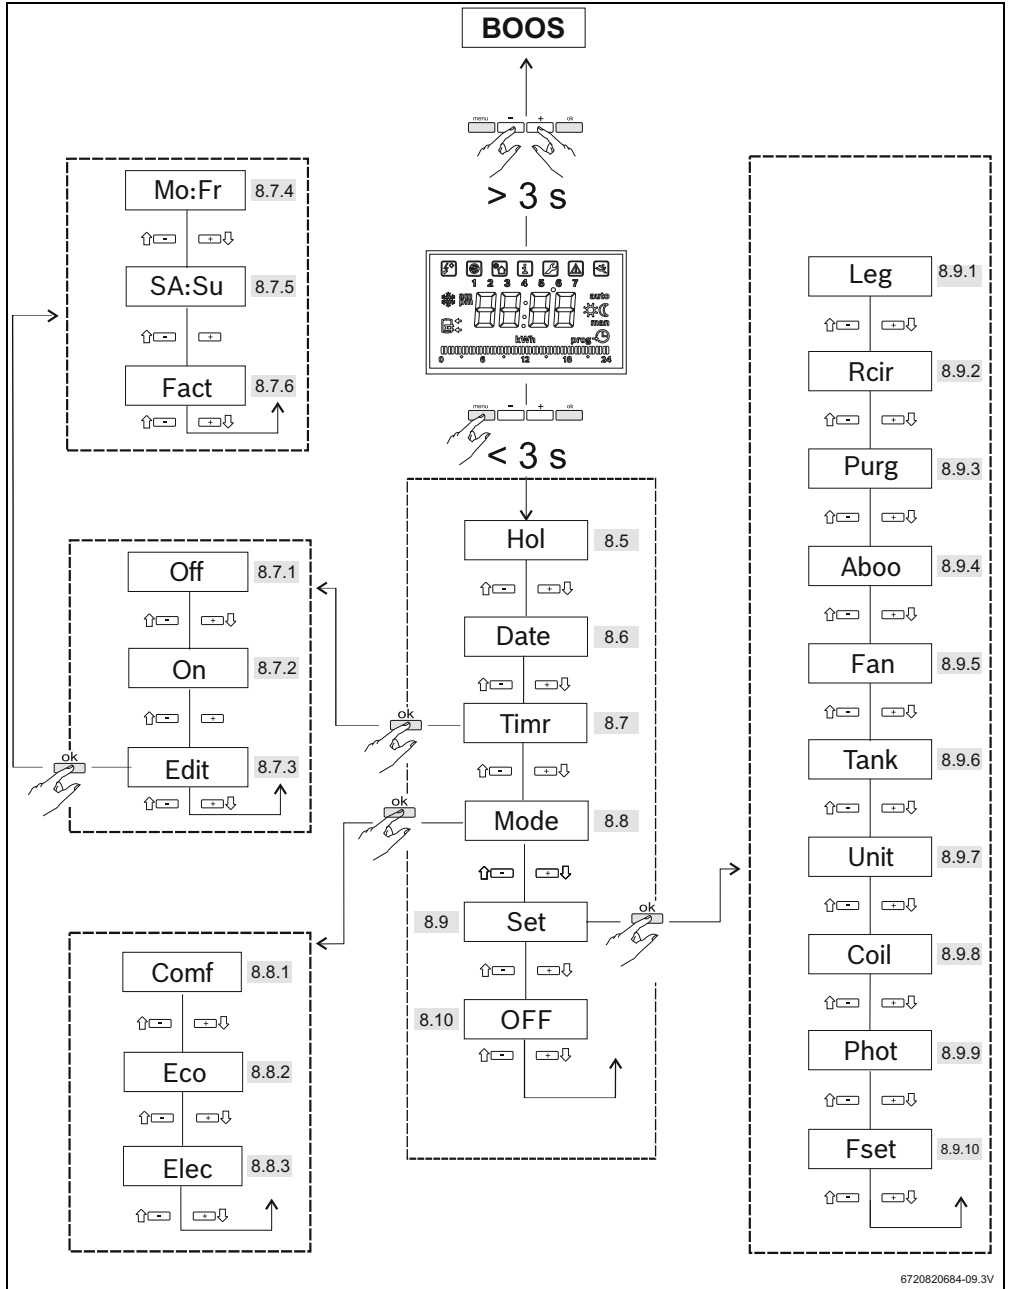 BOOS
menu - + ok
> 3 s
1 2 3 4 5 6 7
am
pm
88:88
auto
man
kWh
prog
0 6 12 18 24
menu - + ok
< 3 s
Mo:Fr 8.7.4
- +
SA:Su 8.7.5
- +
Fact 8.7.6
- +
Off 8.7.1
- +
On 8.7.2
- +
ok
Edit 8.7.3
- +
Comf 8.8.1
- +
Eco 8.8.2
- +
Elec 8.8.3
- +
Hol 8.5
- +
Date 8.6
- +
ok
Timr 8.7
- +
ok
Mode 8.8
- +
8.9 Set
ok
- +
8.10 OFF
- +
Leg 8.9.1
- +
Rcir 8.9.2
- +
Purg 8.9.3
- +
Aboo 8.9.4
- +
Fan 8.9.5
- +
Tank 8.9.6
- +
Unit 8.9.7
- +
Coil 8.9.8
- +
Phot 8.9.9
- +
Fset 8.9.10
- +
6720820684-09.3V